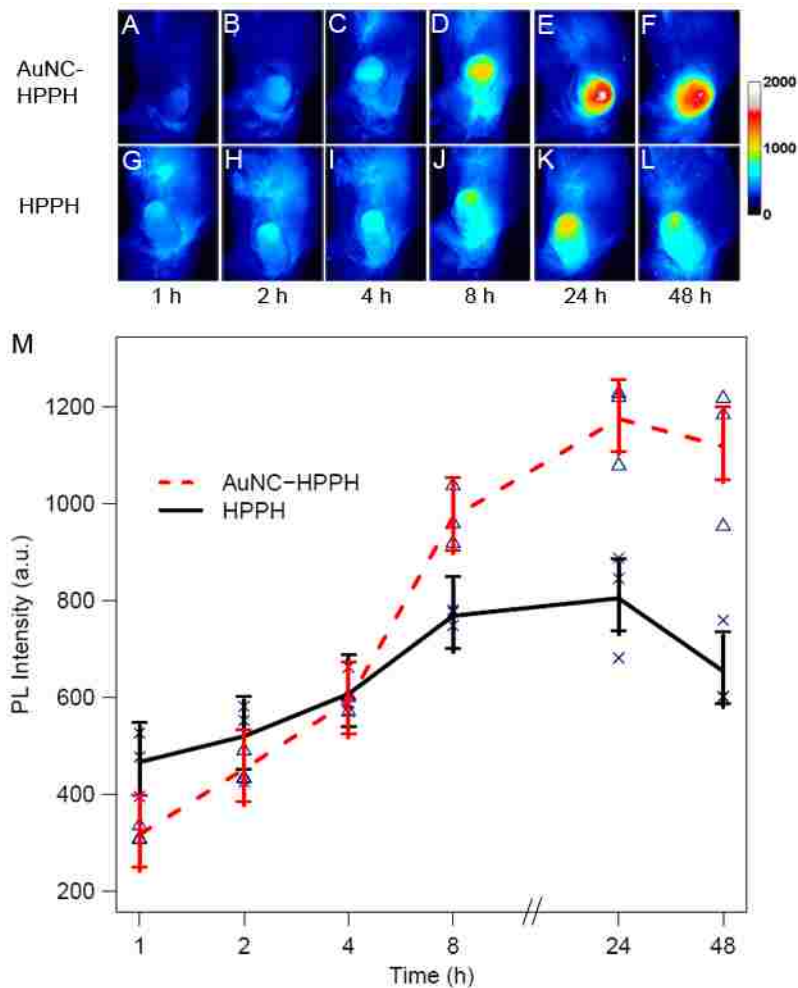 A B C D E F
AuNC-
HPPH
2000
1000
0
G H I J K L
HPPH
1 h 2 h 4 h 8 h 24 h 48 h
M
1200
1000
800
600
400
200
AuNC−HPPH
HPPH
PL Intensity (a.u.)
1 2 4 8 // 24 48
Time (h)